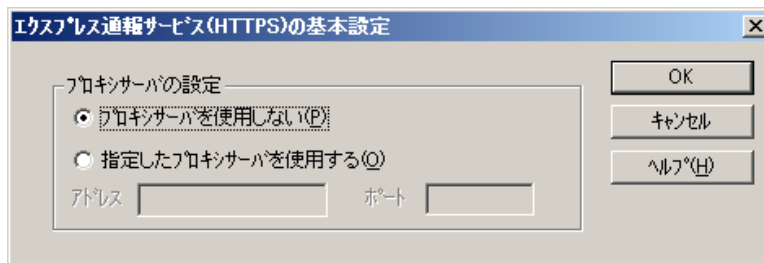 ｴｸｽﾌﾟﾚｽ通報ｻｰﾋﾞｽ(HTTPS)の基本設定
ﾌﾟﾛｷｼｻｰﾊﾞの設定
ﾌﾟﾛｷｼｻｰﾊﾞを使用しない(P)
指定したﾌﾟﾛｷｼｻｰﾊﾞを使用する(O)
ｱﾄﾞﾚｽ ﾎﾟｰﾄ
OK
ｷｬﾝｾﾙ
ﾍﾙﾌﾟ(H)